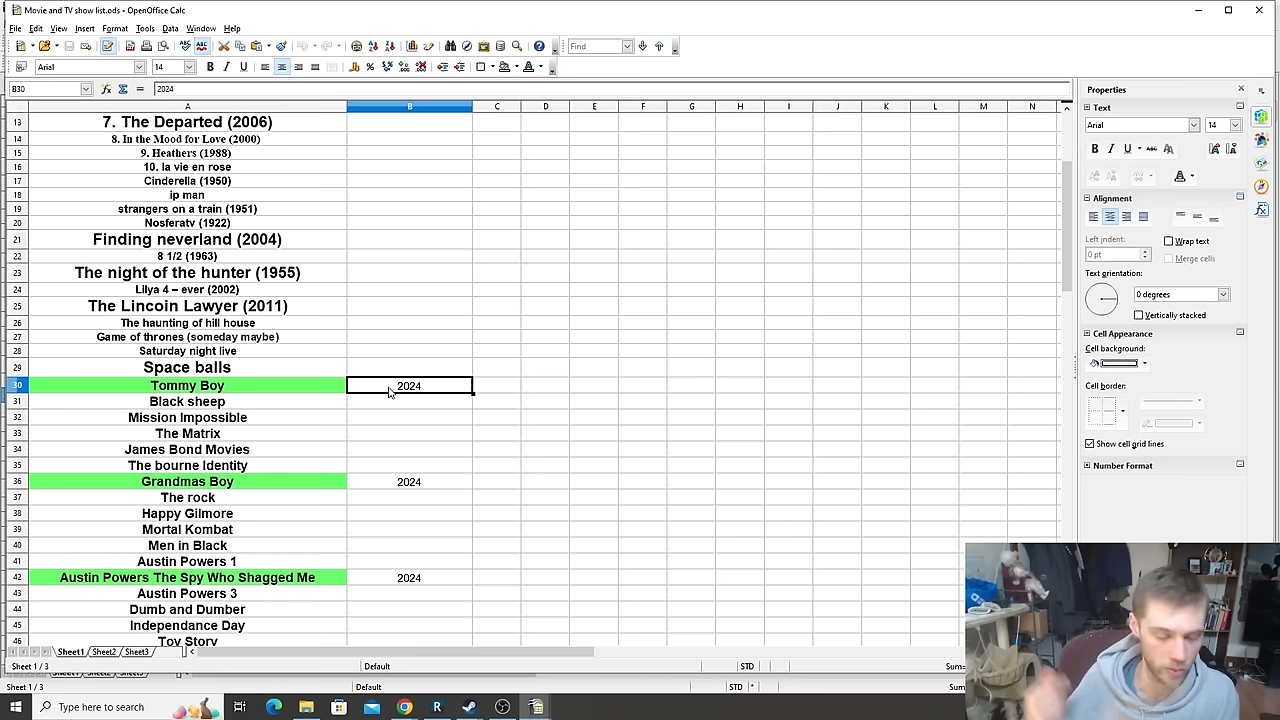 Movie and TV show list.ods - OpenOffice Calc
File Edit View Insert Format Tools Data Window Help
Find
Arial 14
B30 2024
A B C D E F G H I J K L M N
13 7. The Departed (2006)
14 8. In the Mood for Love (2000)
15 9. Heathers (1988)
16 10. la vie en rose
17 Cinderella (1950)
18 ip man
19 strangers on a train (1951)
20 Nosferatv (1922)
21 Finding neverland (2004)
22 8 1/2 (1963)
23 The night of the hunter (1955)
24 Lilya 4 – ever (2002)
25 The Lincoln Lawyer (2011)
26 The haunting of hill house
27 Game of thrones (someday maybe)
28 Saturday night live
29 Space balls
30 Tommy Boy 2024
31 Black sheep
32 Mission Impossible
33 The Matrix
34 James Bond Movies
35 The bourne Identity
36 Grandmas Boy 2024
37 The rock
38 Happy Gilmore
39 Mortal Kombat
40 Men in Black
41 Austin Powers 1
42 Austin Powers The Spy Who Shagged Me 2024
43 Austin Powers 3
44 Dumb and Dumber
45 Independance Day
46 Toy Story
Sheet1 Sheet2 Sheet3
Sheet 1 / 3 Default STD Sum=
Sheet 1 / 3 Default STD * Sum
Type here to search
Properties
Text
Arial 14
Alignment
Left indent: Wrap text
0 pt Merge cells
Text orientation:
0 degrees
Vertically stacked
Cell Appearance
Cell background:
Cell border:
Show cell grid lines
Number Format